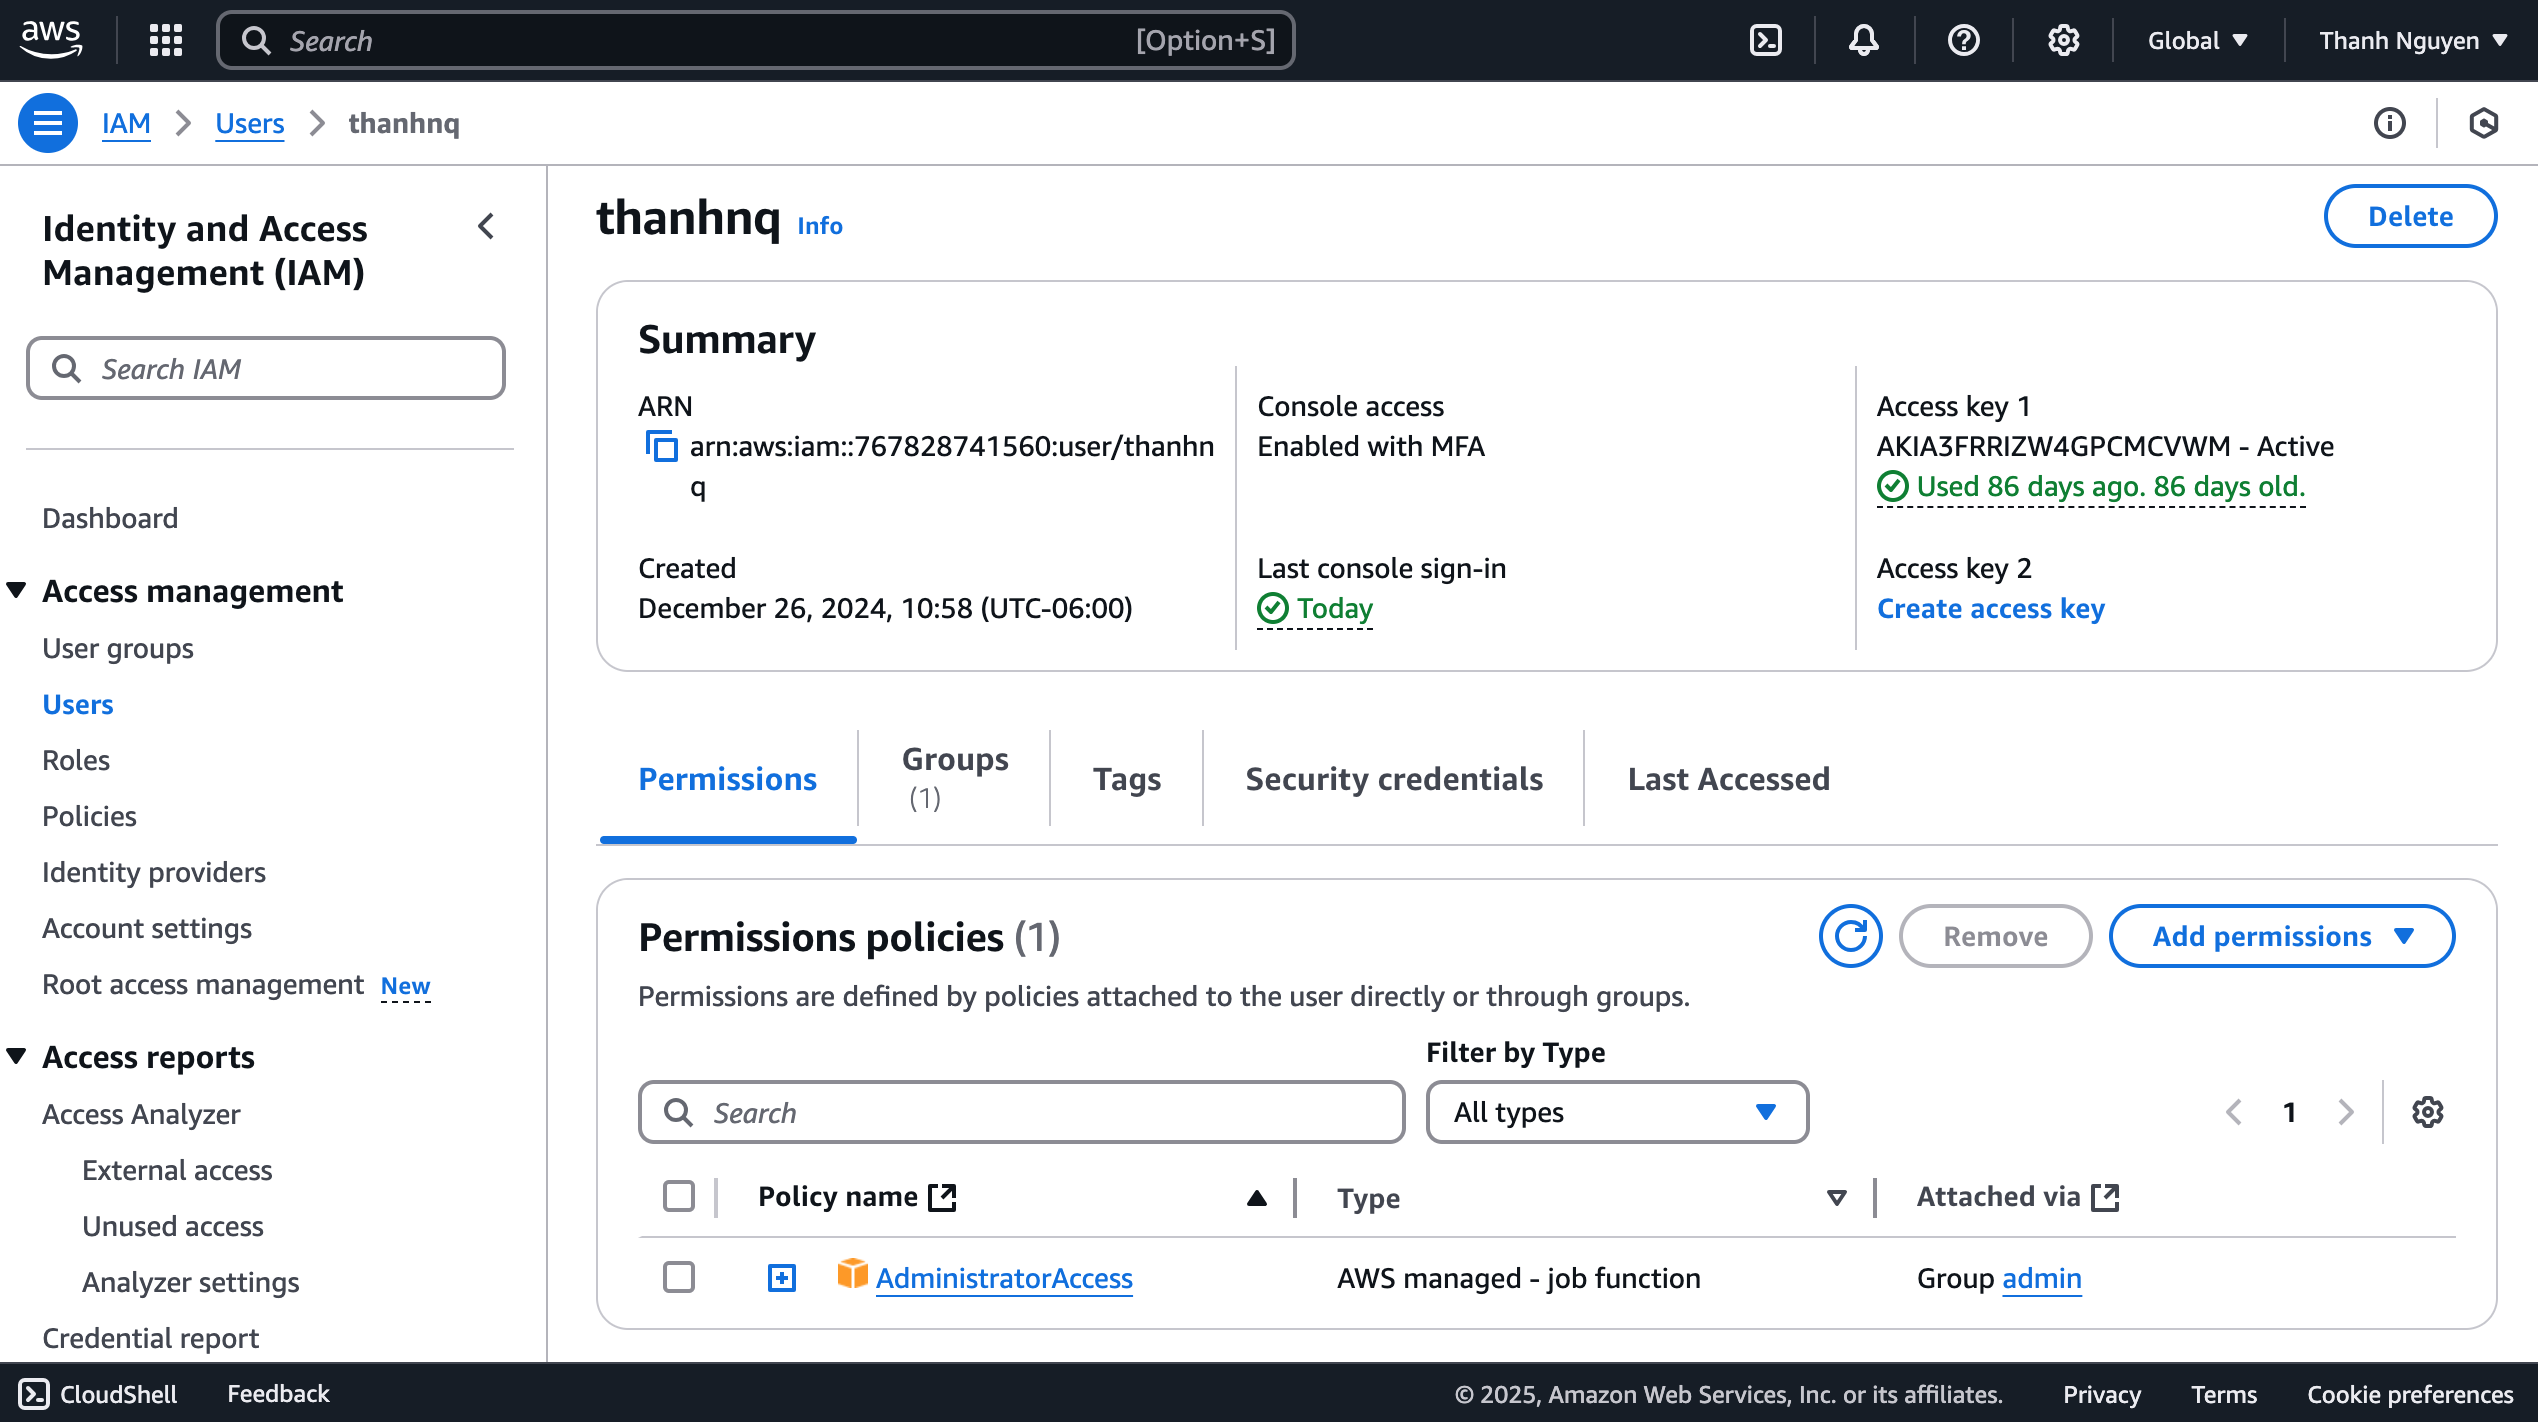 aws
Search [Option+S]
Global
Thanh Nguyen
IAM
Users
thanhnq
Identity and Access
Management (IAM)
Search IAM
Dashboard
Access management
User groups
Users
Roles
Policies
Identity providers
Account settings
Root access management New
Access reports
Access Analyzer
External access
Unused access
Analyzer settings
Credential report
thanhnq Info
Delete
Summary
ARN
arn:aws:iam::767828741560:user/thanhn
q
Created
December 26, 2024, 10:58 (UTC-06:00)
Console access
Enabled with MFA
Last console sign-in
Today
Access key 1
AKIA3FRRIZW4GPCMCVWM - Active
Used 86 days ago. 86 days old.
Access key 2
Create access key
Permissions
Groups
(1)
Tags
Security credentials
Last Accessed
Permissions policies (1)
Remove
Add permissions
Permissions are defined by policies attached to the user directly or through groups.
Filter by Type
Search
All types
1
Policy name
Type
Attached via
AdministratorAccess
AWS managed - job function
Group admin
CloudShell
Feedback
© 2025, Amazon Web Services, Inc. or its affiliates.
Privacy
Terms
Cookie preferences